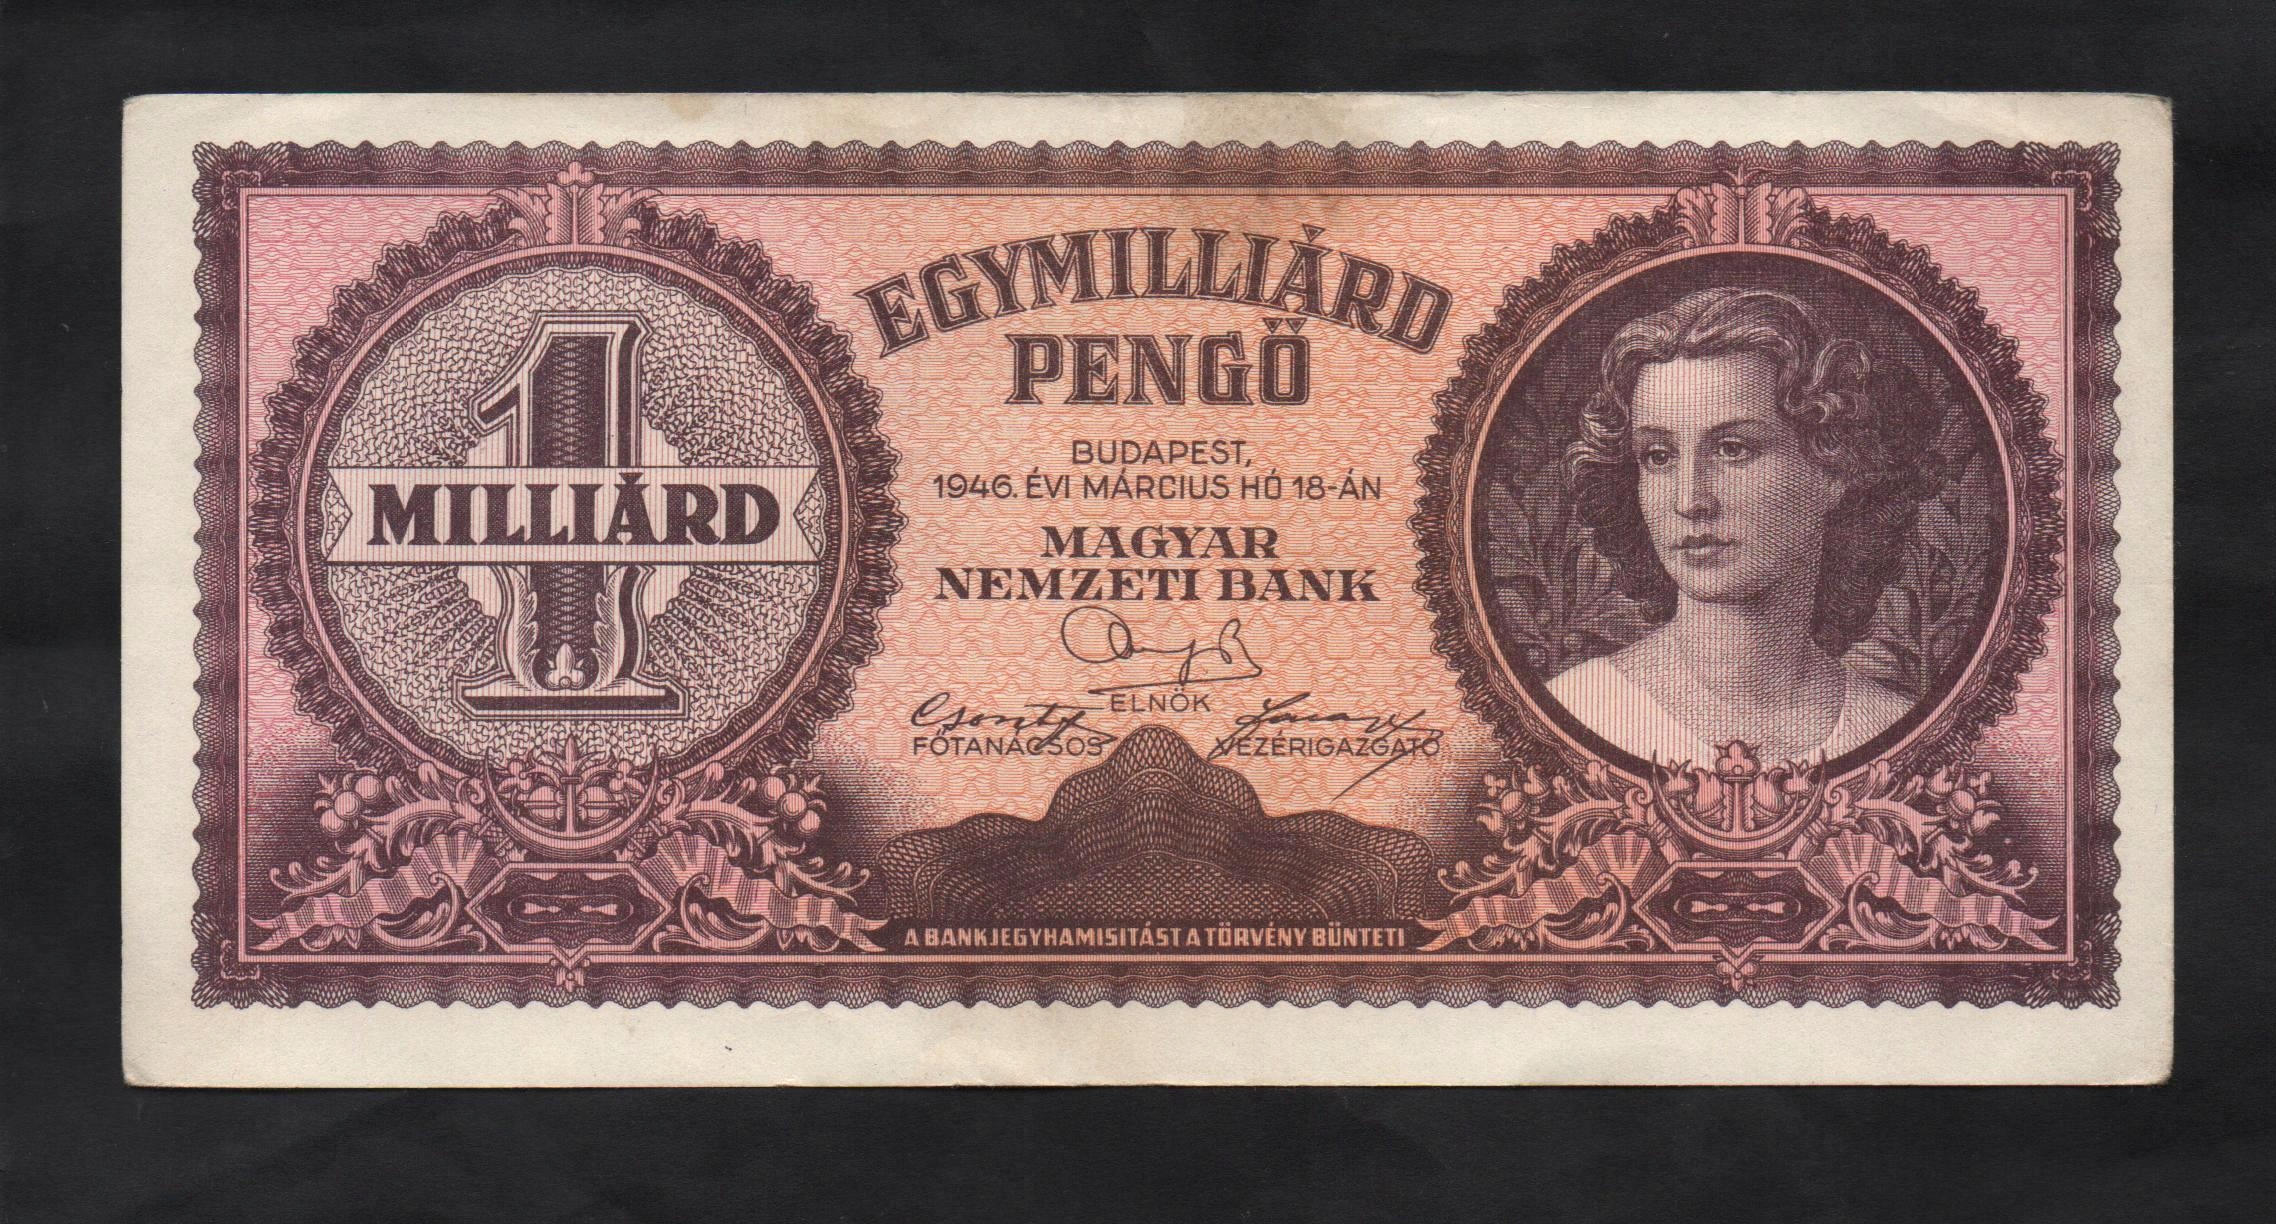 1
MILLIÁRD
EGYMILLIÁRD
PENGŐ
BUDAPEST,
1946. ÉVI MÁRCIUS HÓ 18-ÁN
MAGYAR
NEMZETI BANK
ELNÖK
FŐTANÁCSOS
VEZÉRIGAZGATÓ
A BANKJEGYHAMISITÁST A TÖRVÉNY BÜNTETI